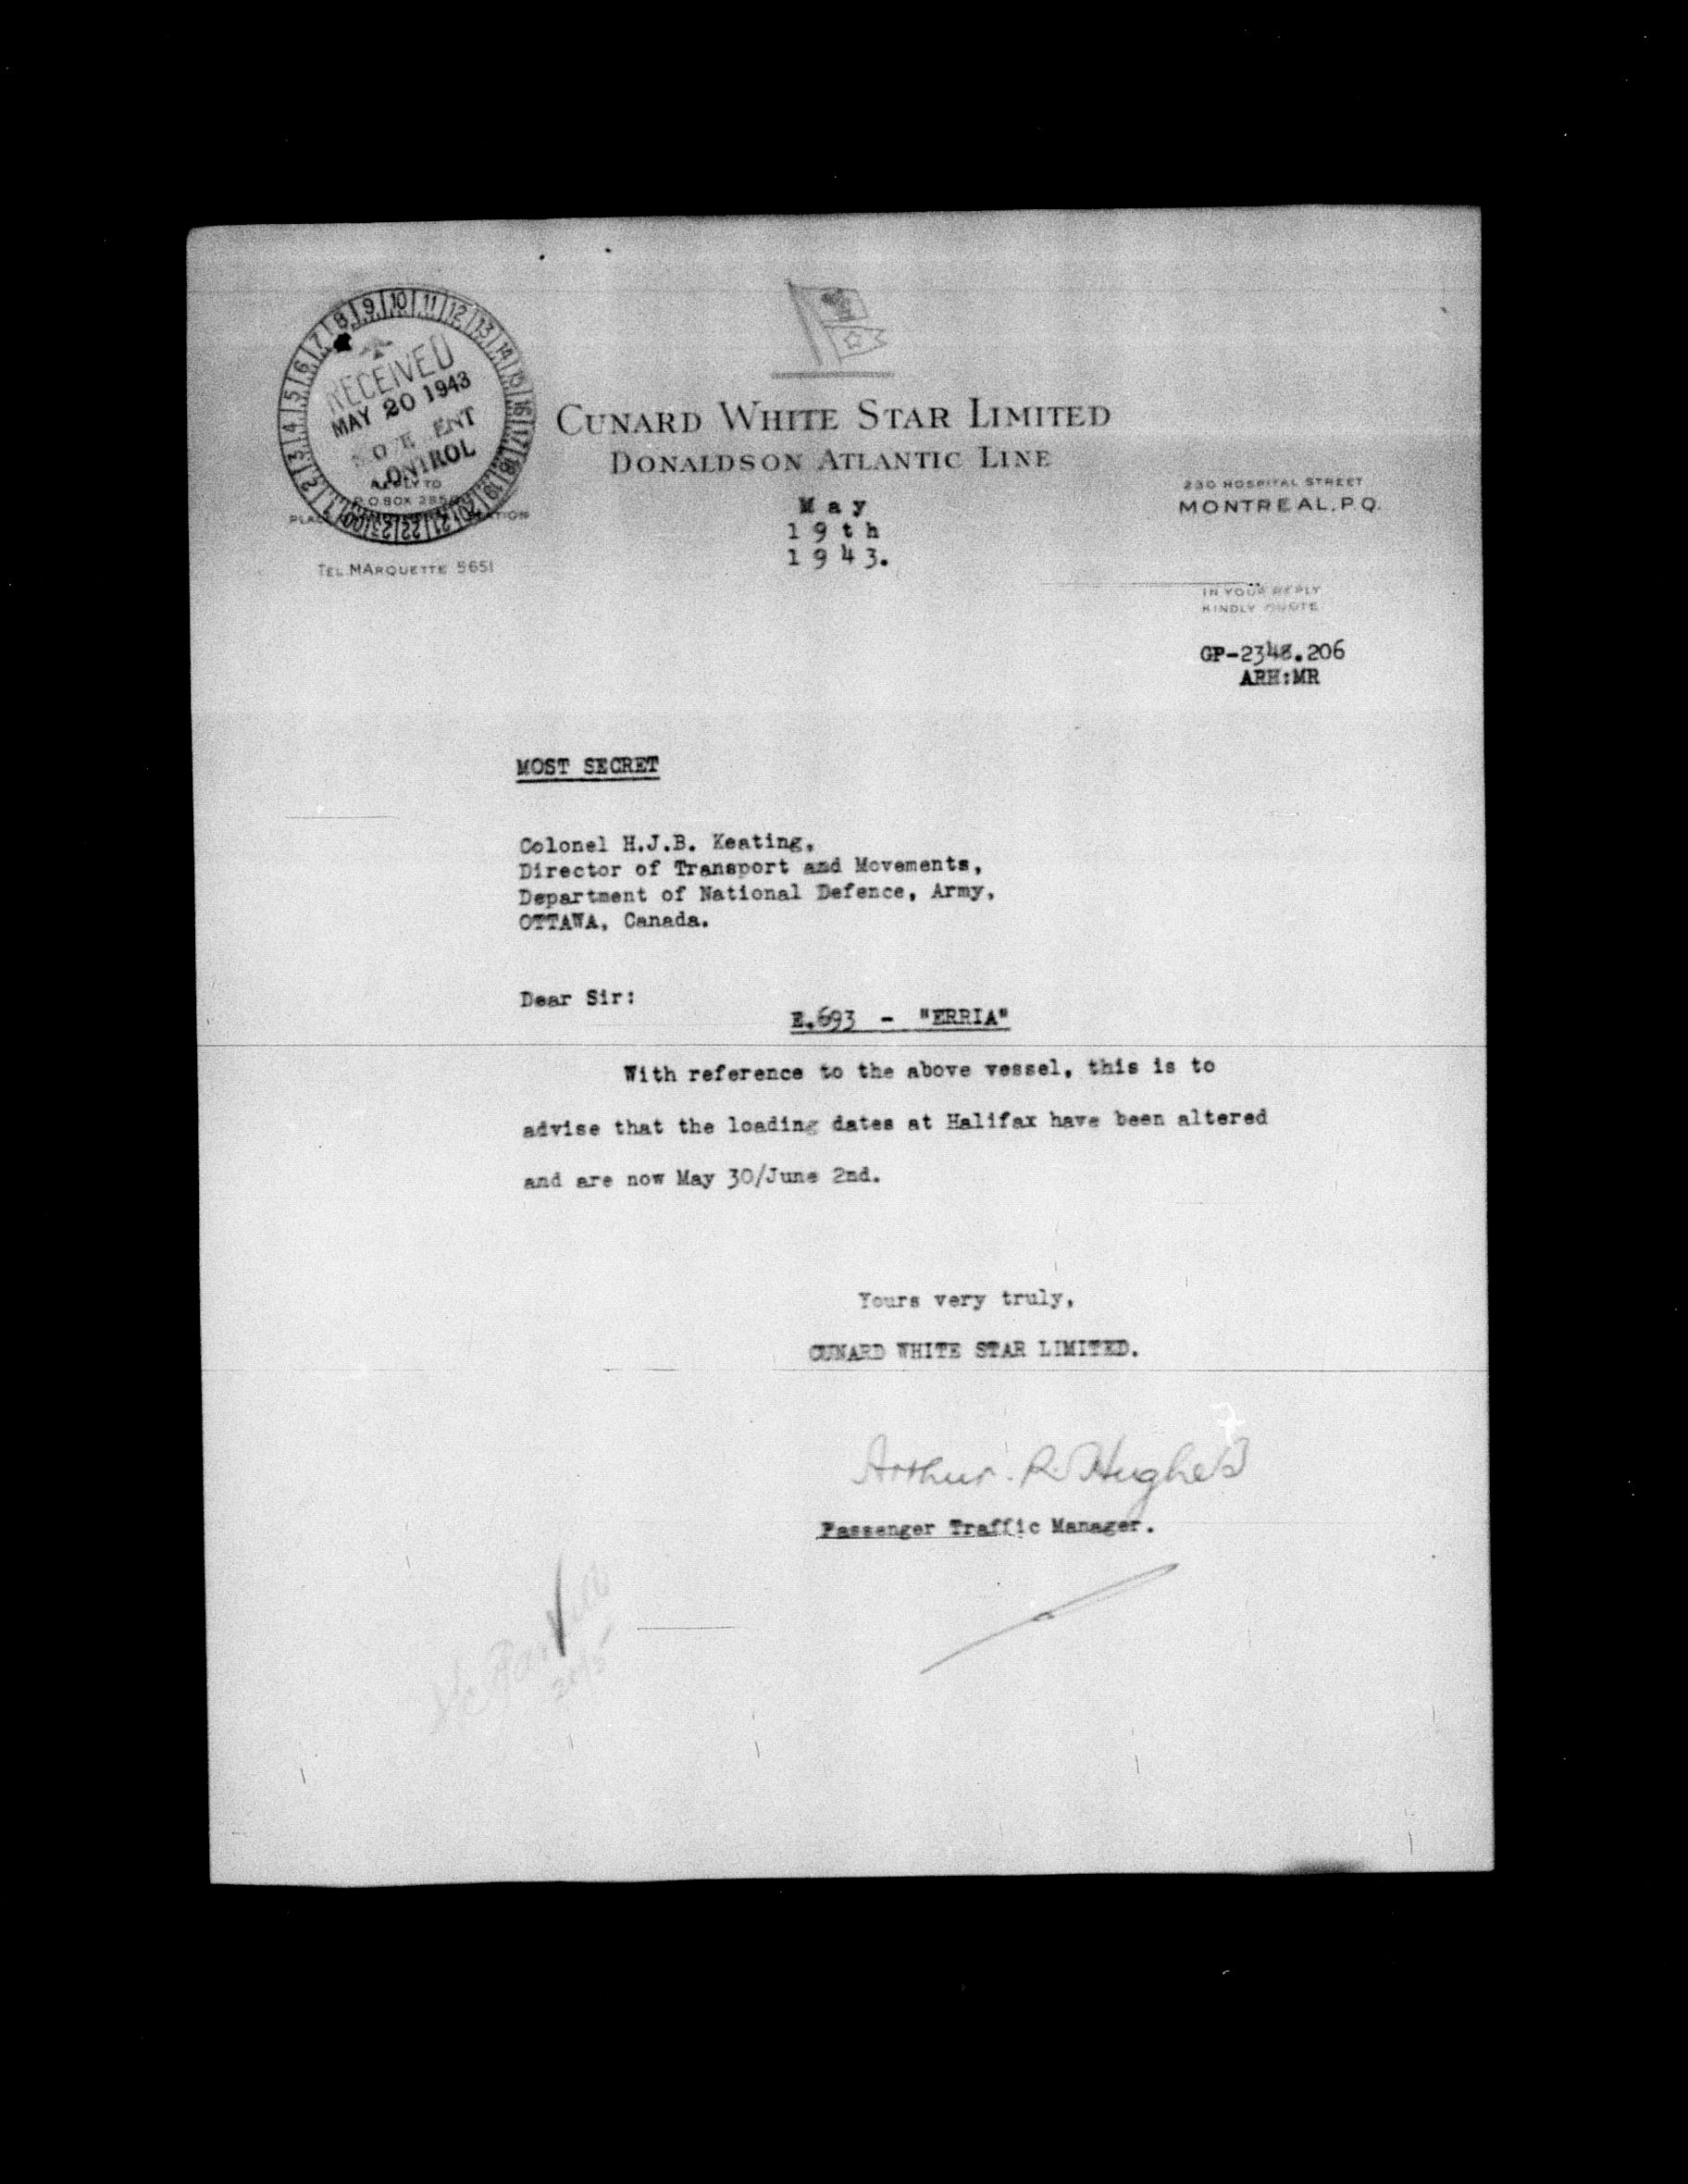 RECEIVED
MAY 20 1943
CONTROL
CUNARD WHITE STAR LIMITED
DONALDSON ATLANTIC LINE
REPLY TO
P.O. BOX
TEL. MARQUETTE 5651
230 HOSPITAL STREET
MONTREAL, P.Q.
May
19th
1943.
IN YOUR REPLY
KINDLY QUOTE
GP-2348.206
ARH:MR
MOST SECRET
Colonel H.J.B. Keating,
Director of Transport and Movements,
Department of National Defence, Army,
OTTAWA, Canada.
Dear Sir:
E.693 - "ERRIA"
With reference to the above vessel, this is to
advise that the loading dates at Halifax have been altered
and are now May 30/June 2nd.
Yours very truly,
CUNARD WHITE STAR LIMITED.
Arthur. R. Hughes
Passenger Traffic Manager.